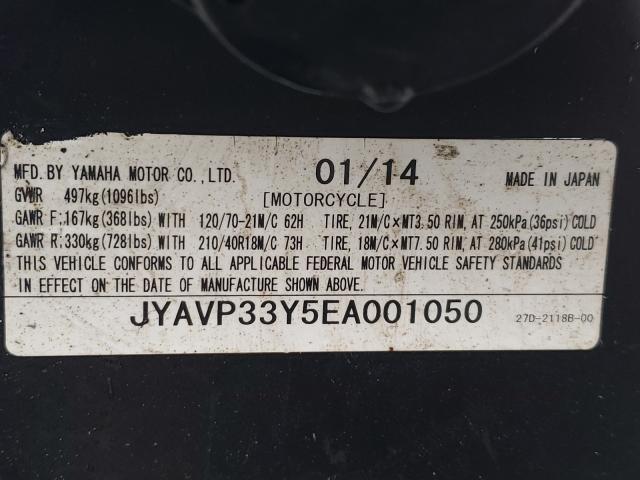 MFD. BY YAMAHA MOTOR CO.,LTD. 01/14 MADE IN JAPAN
GVWR 497kg(1096lbs) [MOTORCYCLE]
GAWR F:167kg(368lbs) WITH 120/70-21M/C 62H TIRE, 21M/C×MT3.50 RIM, AT 250kPa(36psi)COLD
GAWR R:330kg(728lbs) WITH 210/40R18M/C 73H TIRE, 18M/C×MT7.50 RIM, AT 280kPa(41psi)COLD
THIS VEHICLE CONFORMS TO ALL APPLICABLE FEDERAL MOTOR VEHICLE SAFETY STANDARDS
IN EFFECT ON THE DATE OF MANUFACTURE SHOWN ABOVE.
JYAVP33Y5EA001050 27D-2118B-00